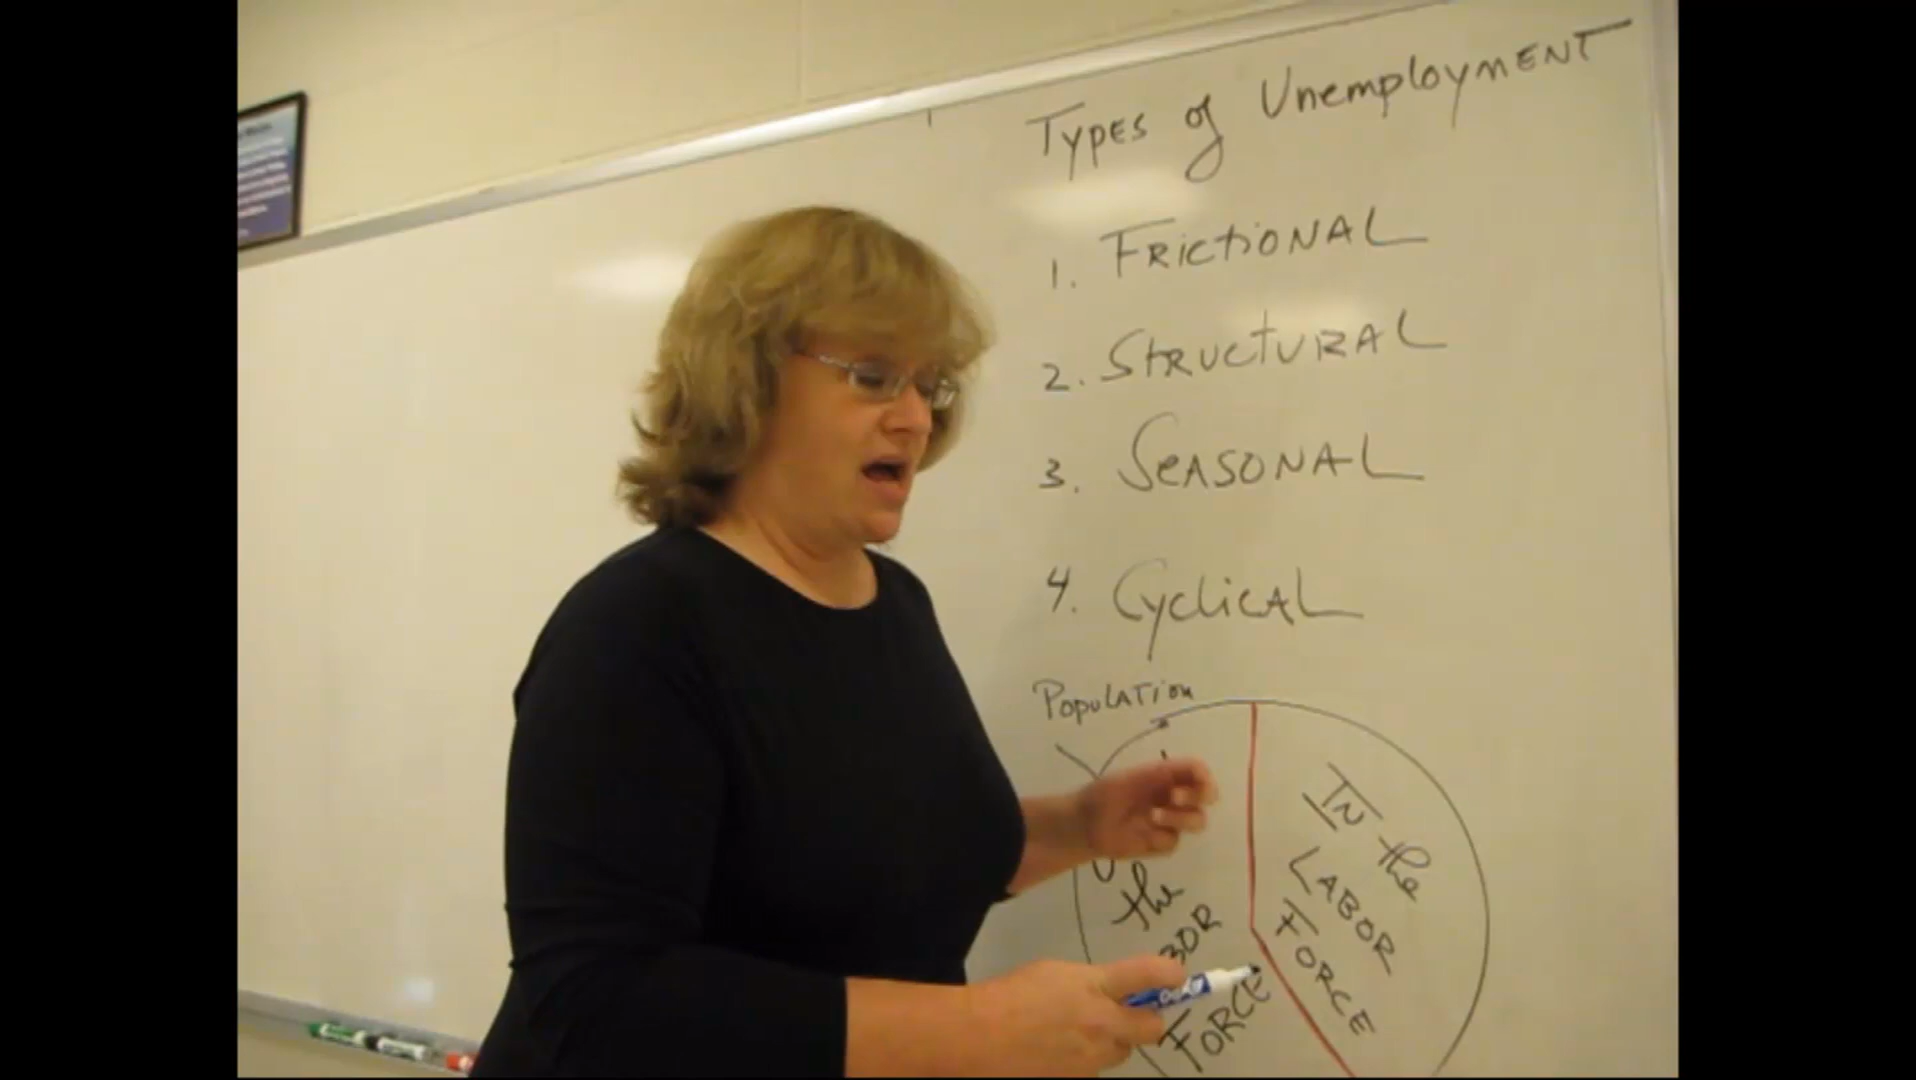 Types of Unemployment
1. Frictional
2. Structural
3. Seasonal
4. Cyclical
Population
the
FORCE
IN the
LABOR
FORCE